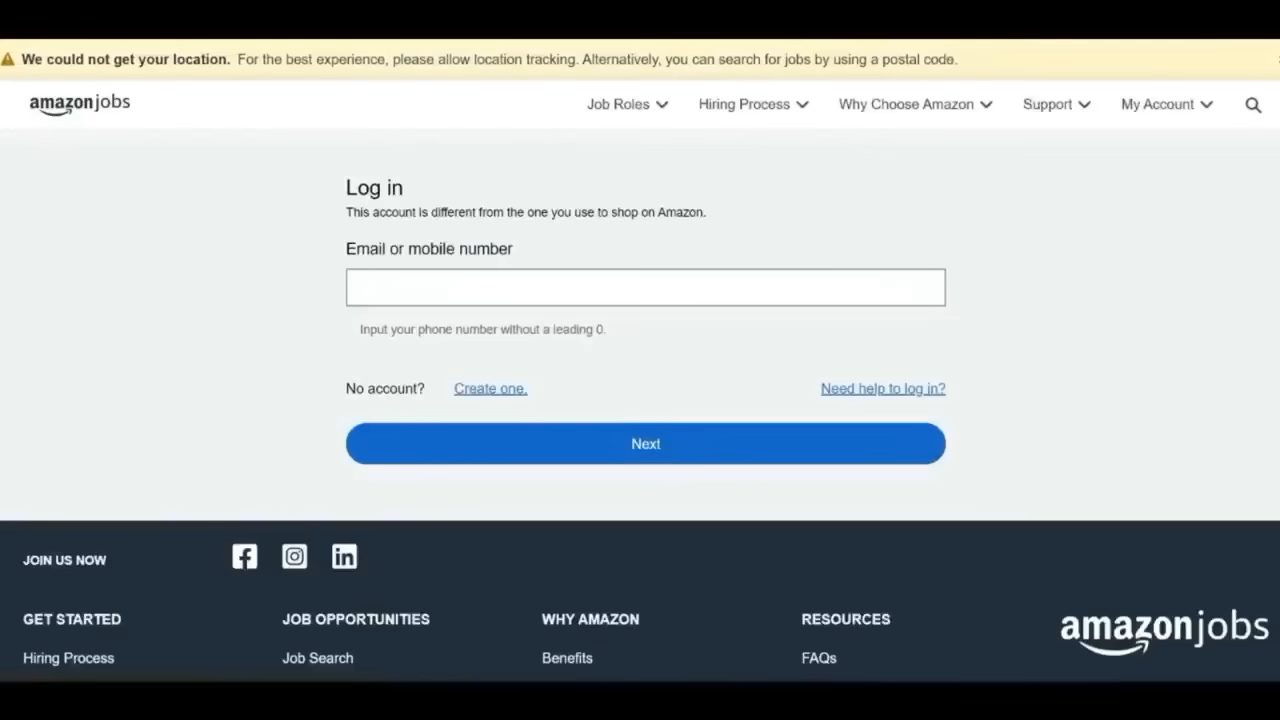 We could not get your location. For the best experience, please allow location tracking. Alternatively, you can search for jobs by using a postal code.
amazonjobs Job Roles Hiring Process Why Choose Amazon Support My Account
Log in
This account is different from the one you use to shop on Amazon.
Email or mobile number
Input your phone number without a leading 0.
No account? Create one. Need help to log in?
Next
JOIN US NOW
GET STARTED JOB OPPORTUNITIES WHY AMAZON RESOURCES
amazonjobs
Hiring Process Job Search Benefits FAQs